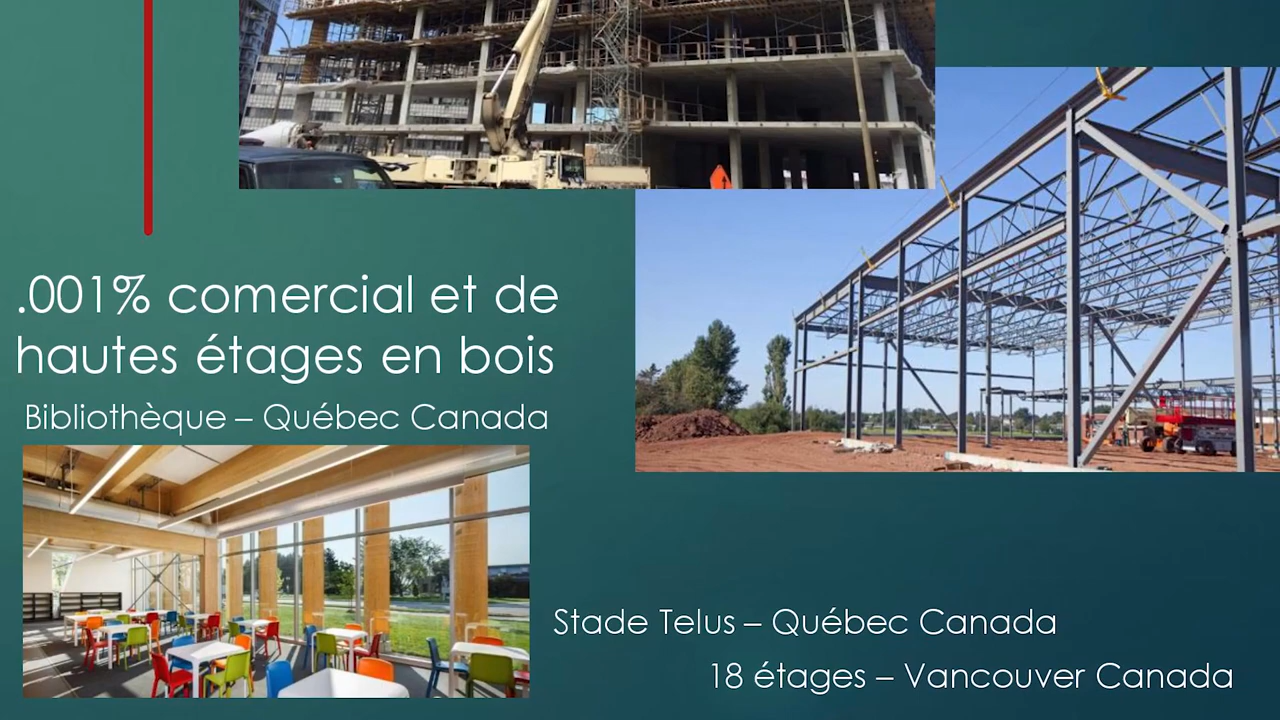 .001% comercial et de
hautes étages en bois
Bibliothèque – Québec Canada
Stade Telus – Québec Canada
18 étages – Vancouver Canada